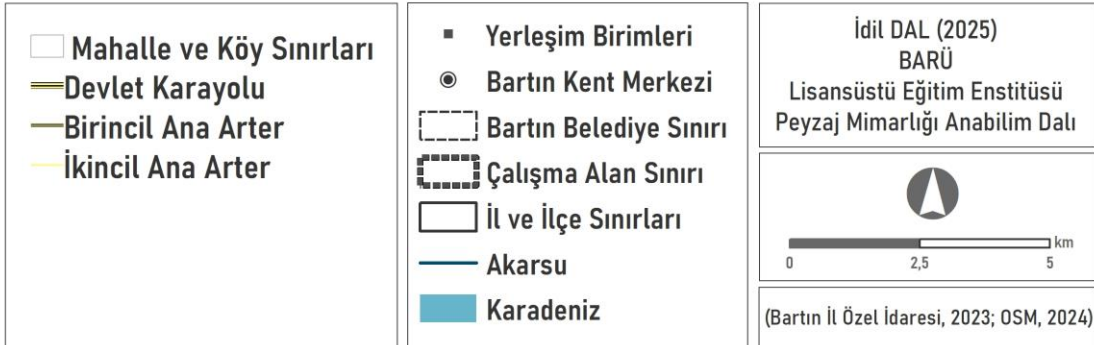 Mahalle ve Köy Sınırları
Devlet Karayolu
Birincil Ana Arter
İkincil Ana Arter
Yerleşim Birimleri
Bartın Kent Merkezi
Bartın Belediye Sınırı
Çalışma Alan Sınırı
İl ve İlçe Sınırları
Akarsu
Karadeniz
İdil DAL (2025)
BARÜ
Lisansüstü Eğitim Enstitüsü
Peyzaj Mimarlığı Anabilim Dalı
km
0 2,5 5
(Bartın İl Özel İdaresi, 2023; OSM, 2024)